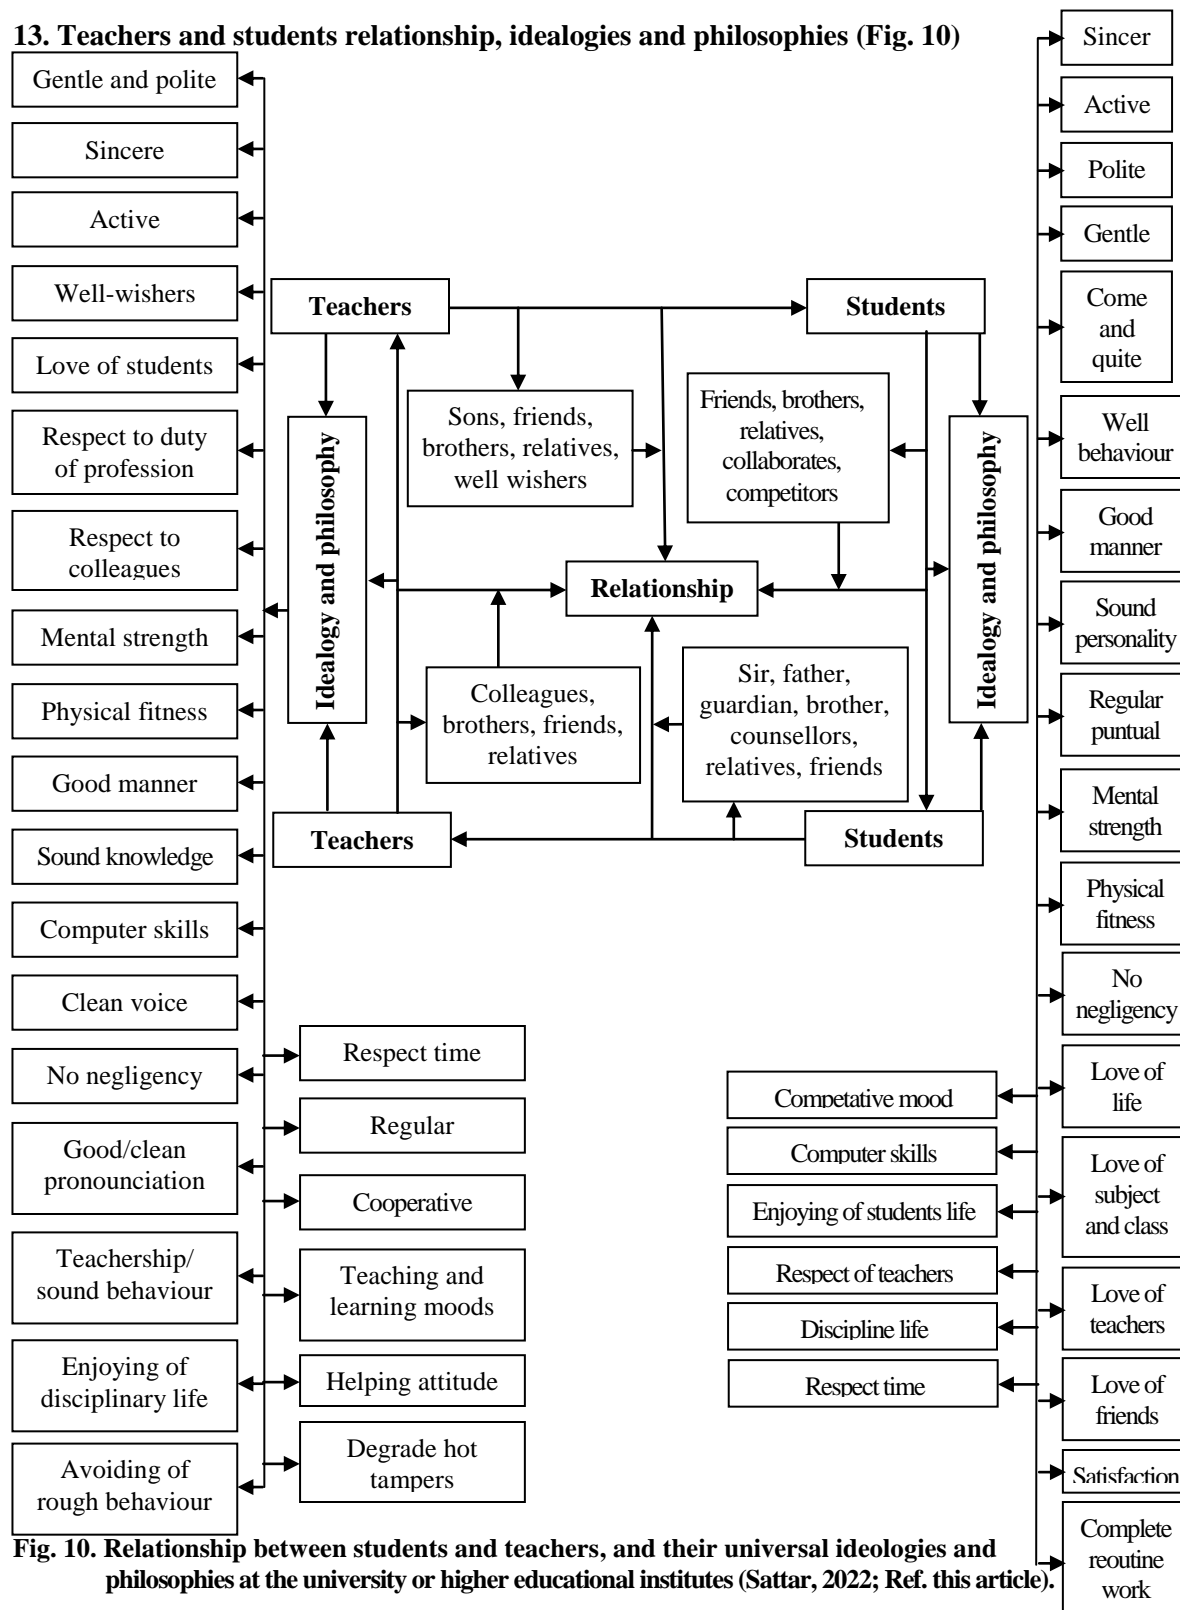 13. Teachers and students relationship, idealogies and philosophies (Fig. 10)
Gentle and polite
Sincere
Active
Well-wishers
Love of students
Respect to duty
of profession
Respect to
colleagues
Mental strength
Physical fitness
Good manner
Sound knowledge
Computer skills
Clean voice
No negligency
Good/clean
pronounciation
Teachership/
sound behaviour
Enjoying of
disciplinary life
Avoiding of
rough behaviour
Respect time
Regular
Cooperative
Teaching and
learning moods
Helping attitude
Degrade hot
tampers
Teachers
Students
Sons, friends,
brothers, relatives,
well wishers
Friends, brothers,
relatives,
collaborates,
competitors
Idealogy and philosophy
Relationship
Idealogy and philosophy
Colleagues,
brothers, friends,
relatives
Sir, father,
guardian, brother,
counsellors,
relatives, friends
Teachers
Students
Competative mood
Computer skills
Enjoying of students life
Respect of teachers
Discipline life
Respect time
Sincer
Active
Polite
Gentle
Come
and
quite
Well
behaviour
Good
manner
Sound
personality
Regular
puntual
Mental
strength
Physical
fitness
No
negligency
Love of
life
Love of
subject
and class
Love of
teachers
Love of
friends
Satisfaction
Complete
reoutine
work
Fig. 10. Relationship between students and teachers, and their universal ideologies and
philosophies at the university or higher educational institutes (Sattar, 2022; Ref. this article).